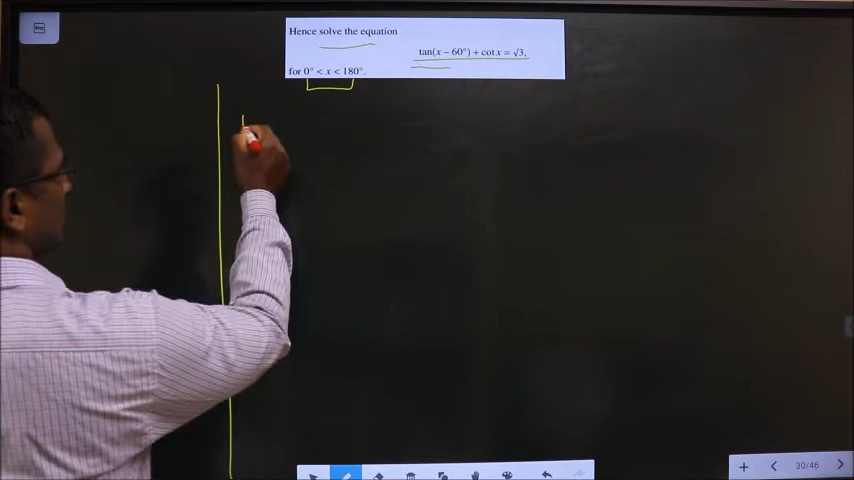 Hence solve the equation
tan(x − 60°) + cot x = √3,
for 0° < x < 180°.
30/46